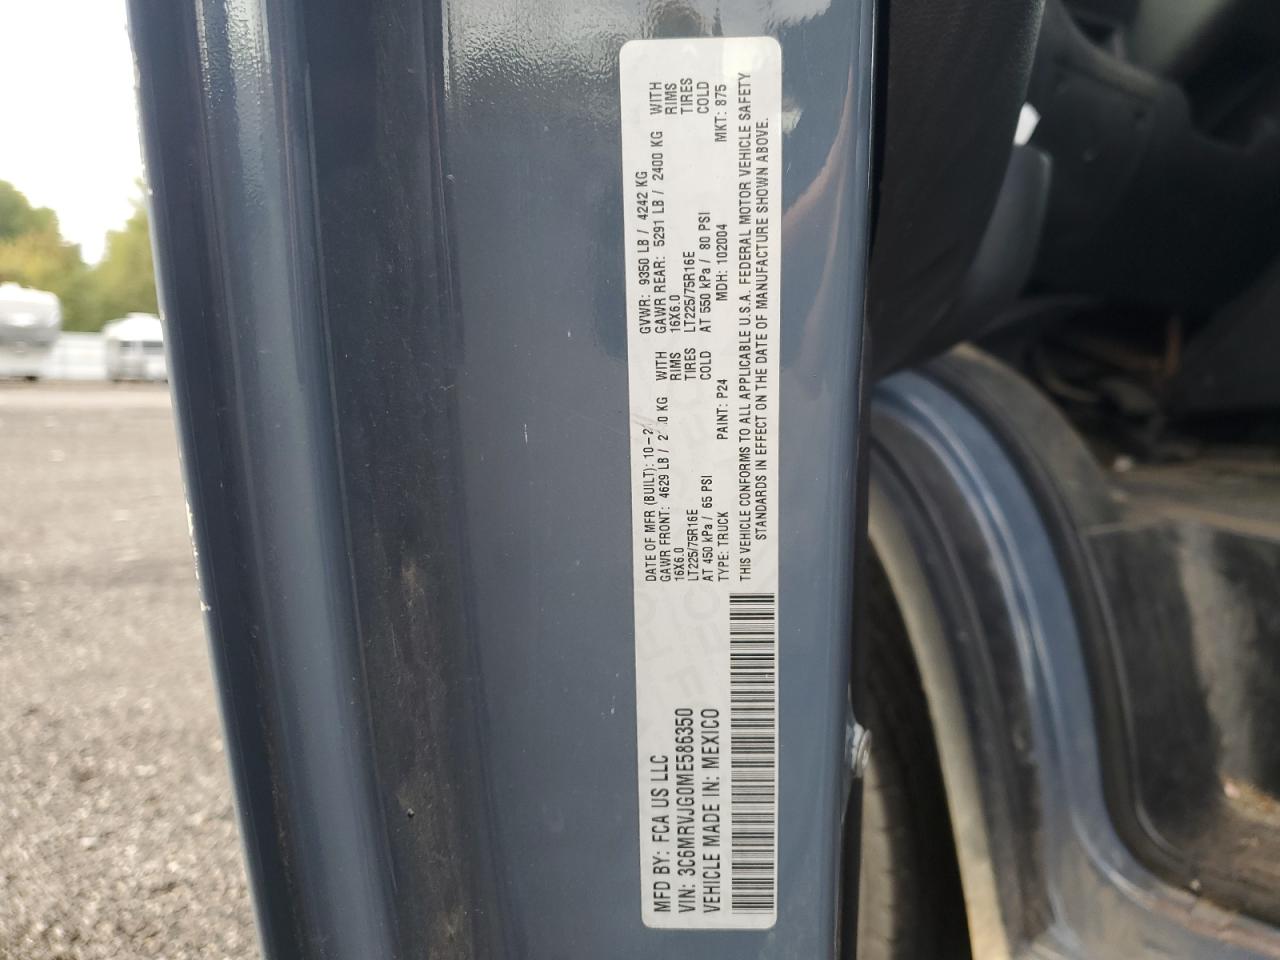 MFD BY: FCA US LLC
VIN: 3C6MRVJG0ME586350
VEHICLE MADE IN: MEXICO
DATE OF MFR (BUILT): 10-2 GVWR: 9350 LB / 4242 KG
GAWR FRONT: 4629 LB / KG WITH GAWR REAR: 5291 LB / 2400 KG WITH
16X6.0 RIMS 16X6.0 RIMS
LT225/75R16E TIRES LT225/75R16E TIRES
AT 450 kPa / 65 PSI COLD AT 550 kPa / 80 PSI COLD
TYPE: TRUCK PAINT: P24 MDH: 102004 MKT: 875
THIS VEHICLE CONFORMS TO ALL APPLICABLE U.S.A. FEDERAL MOTOR VEHICLE SAFETY
STANDARDS IN EFFECT ON THE DATE OF MANUFACTURE SHOWN ABOVE.